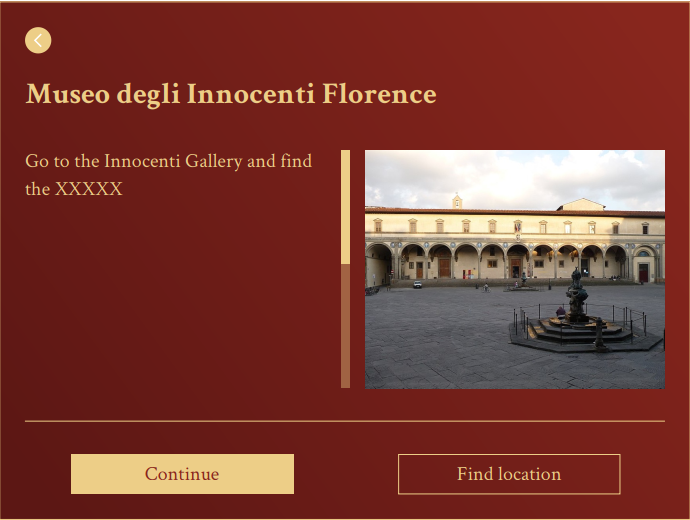 Museo degli Innocenti Florence
Go to the Innocenti Gallery and find
the XXXXX
Continue
Find location